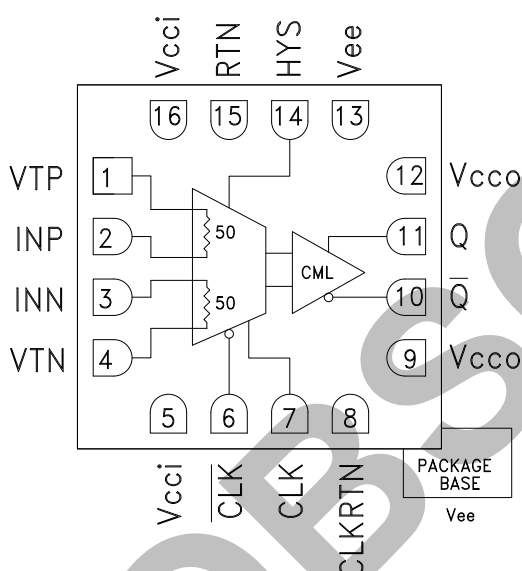 Vcci RTN HYS Vee
16 15 14 13
VTP 1 12 Vcco
INP 2 50 11 Q
CML
INN 3 50 10 Q̅
VTN 4 9 Vcco
5 6 7 8
Vcci C̅L̅K̅ CLK CLKRTN
PACKAGE
BASE
Vee